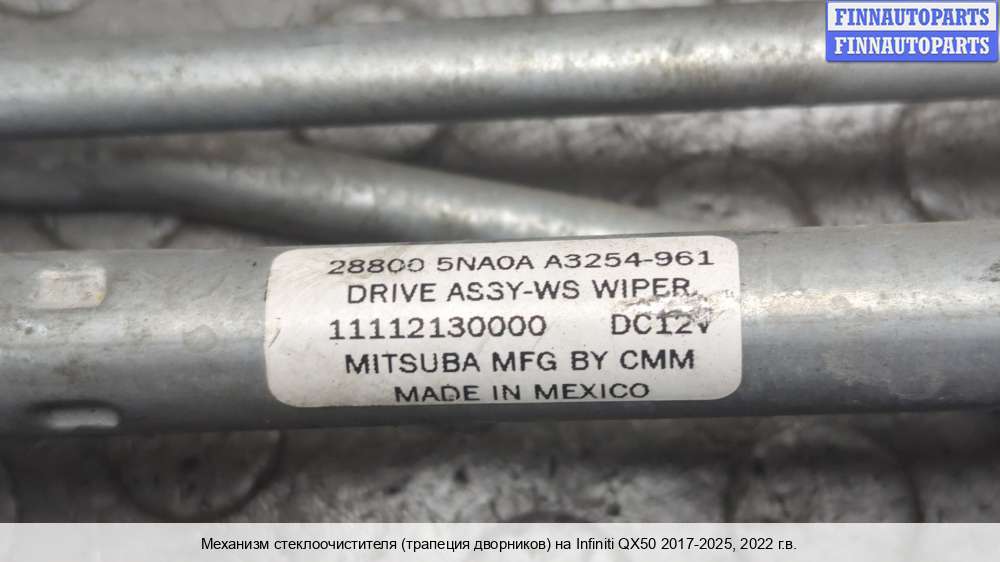 FINNAUTOPARTS
FINNAUTOPARTS
28800 5NA0A A3254-961
DRIVE ASSY-WS WIPER
11112130000 DC12V
MITSUBA MFG BY CMM
MADE IN MEXICO
Механизм стеклоочистителя (трапеция дворников) на Infiniti QX50 2017-2025, 2022 г.в.